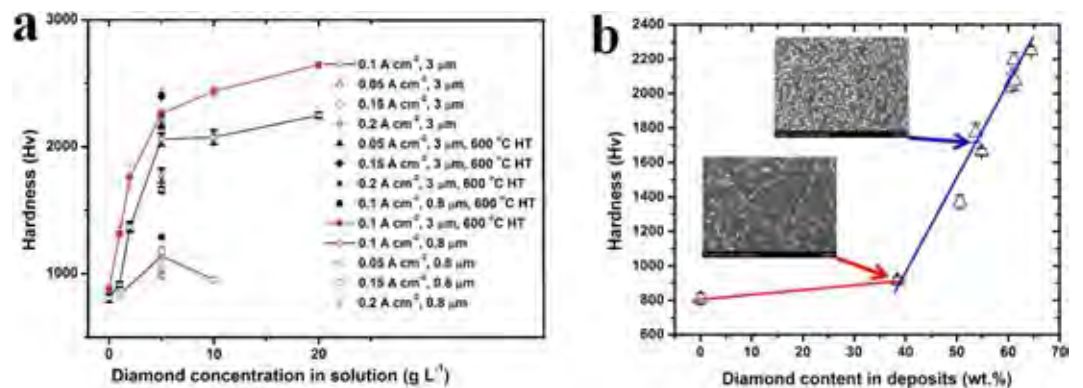 a
3000
2000
1000
Hardness (Hv)
0.1 A cm⁻², 3 μm
0.05 A cm⁻², 3 μm
0.15 A cm⁻², 3 μm
0.2 A cm⁻², 3 μm
0.05 A cm⁻², 3 μm, 600 °C HT
0.15 A cm⁻², 3 μm, 600 °C HT
0.2 A cm⁻², 3 μm, 600 °C HT
0.1 A cm⁻², 0.8 μm, 600 °C HT
0.1 A cm⁻², 3 μm, 600 °C HT
0.1 A cm⁻², 0.8 μm
0.05 A cm⁻², 0.8 μm
0.15 A cm⁻², 0.8 μm
0.2 A cm⁻², 0.8 μm
0 10 20
Diamond concentration in solution (g L⁻¹)
b
2400
2200
2000
1800
1600
1400
1200
1000
800
600
Hardness (Hv)
0 10 20 30 40 50 60 70
Diamond content in deposits (wt.%)